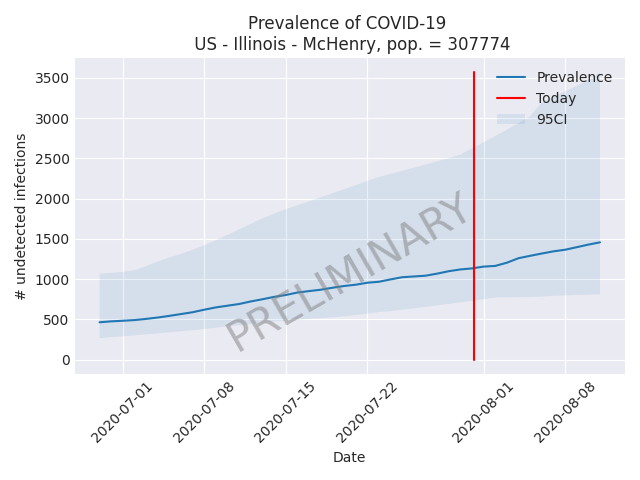 Prevalence of COVID-19
US - Illinois - McHenry, pop. = 307774
# undetected infections
3500
3000
2500
2000
1500
1000
500
0
Prevalence
Today
95CI
PRELIMINARY
2020-07-01
2020-07-08
2020-07-15
2020-07-22
2020-08-01
2020-08-08
Date